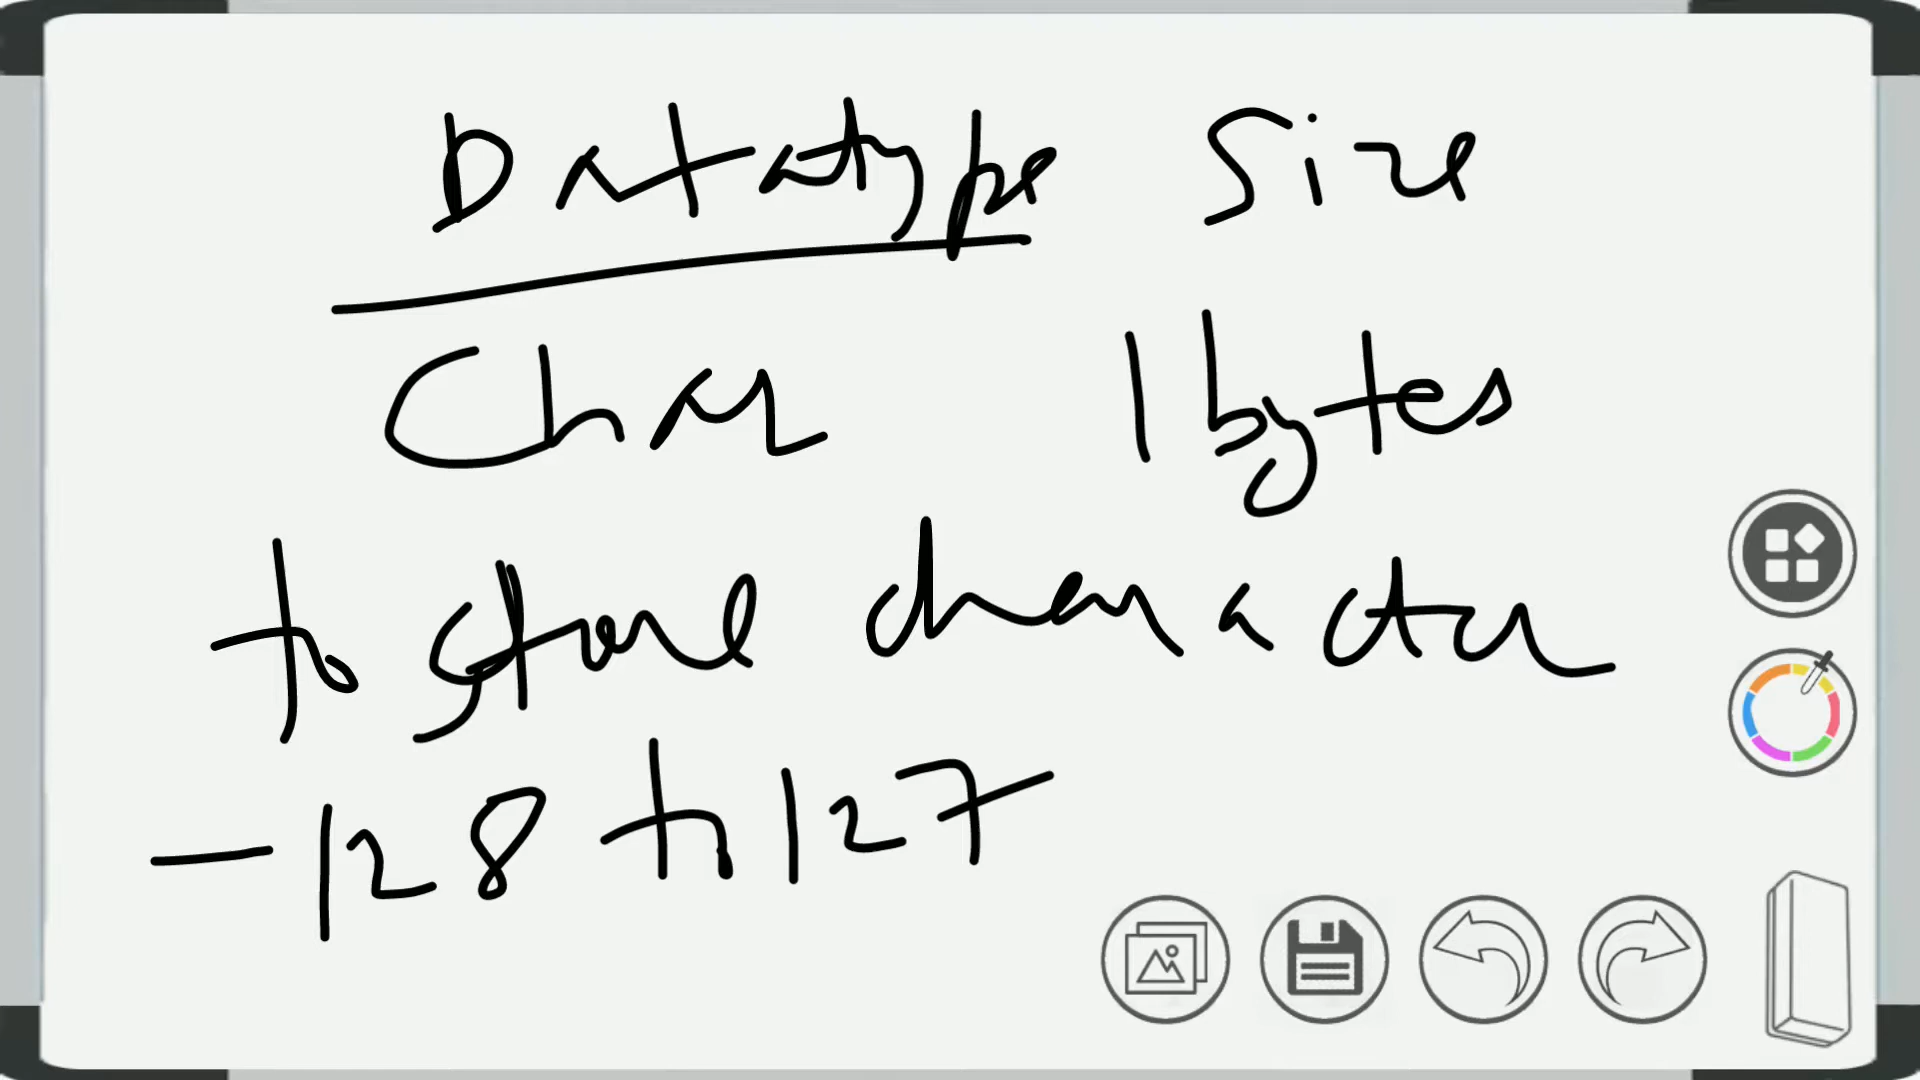 Datatype Size
Char 1bytes
to store character
-128 to 127